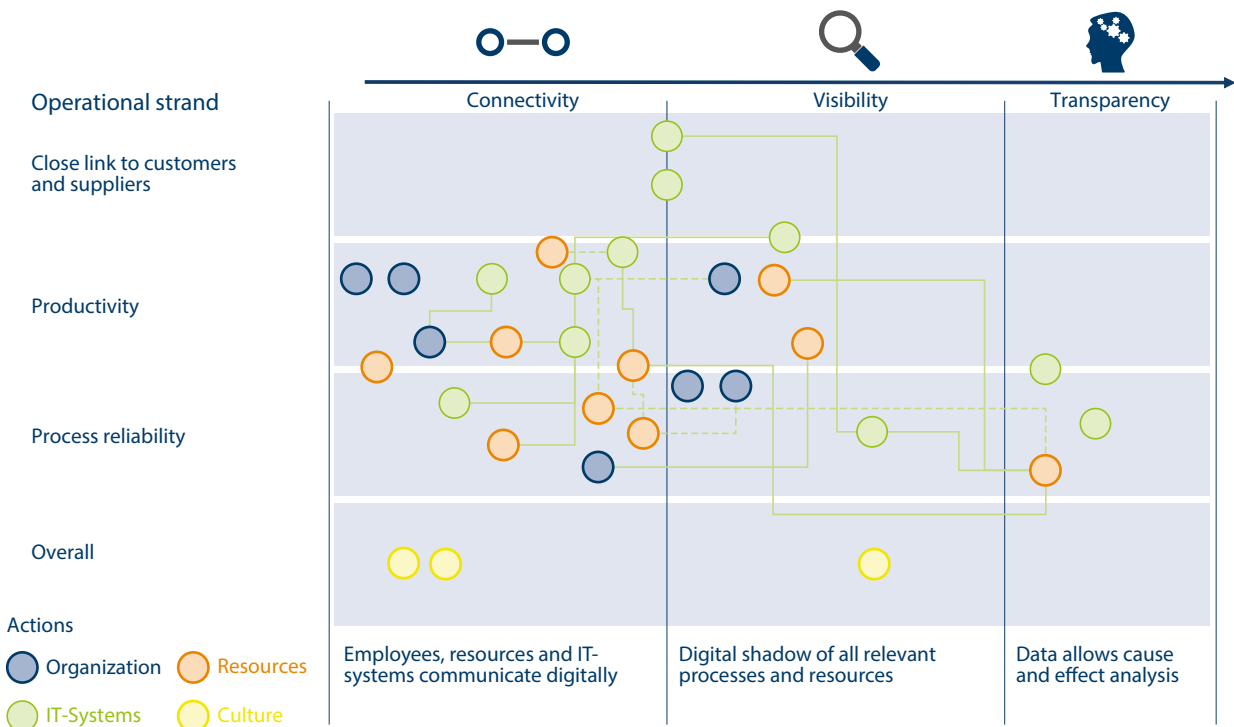 Operational strand
Connectivity
Visibility
Transparency
Close link to customers
and suppliers
Productivity
Process reliability
Overall
Actions
Organization
Resources
IT-Systems
Culture
Employees, resources and IT-
systems communicate digitally
Digital shadow of all relevant
processes and resources
Data allows cause
and effect analysis